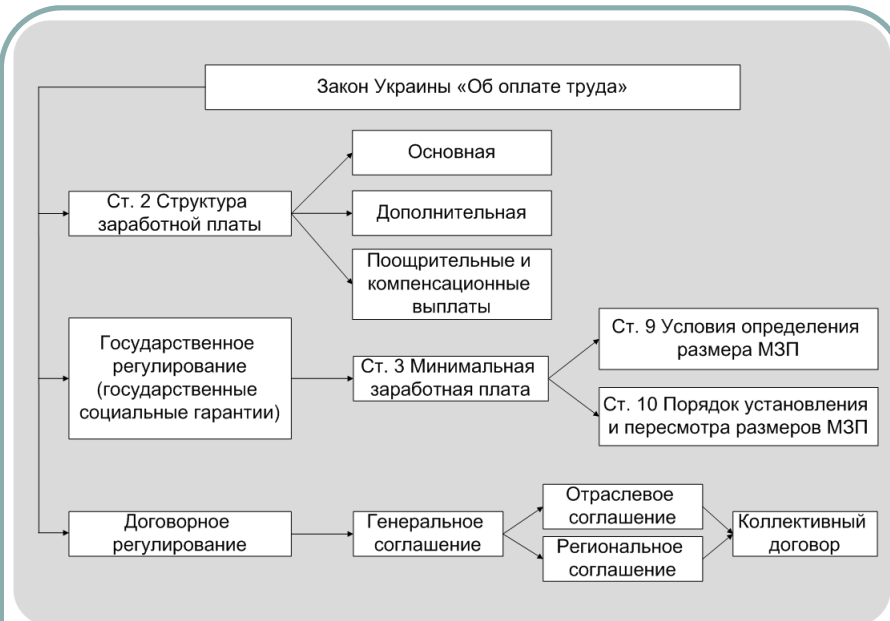 Закон Украины «Об оплате труда»
Основная
Ст. 2 Структура
заработной платы
Дополнительная
Поощрительные и
компенсационные
выплаты
Государственное
регулирование
(государственные
социальные гарантии)
Ст. 3 Минимальная
заработная плата
Ст. 9 Условия определения
размера МЗП
Ст. 10 Порядок установления
и пересмотра размеров МЗП
Договорное
регулирование
Генеральное
соглашение
Отраслевое
соглашение
Региональное
соглашение
Коллективный
договор